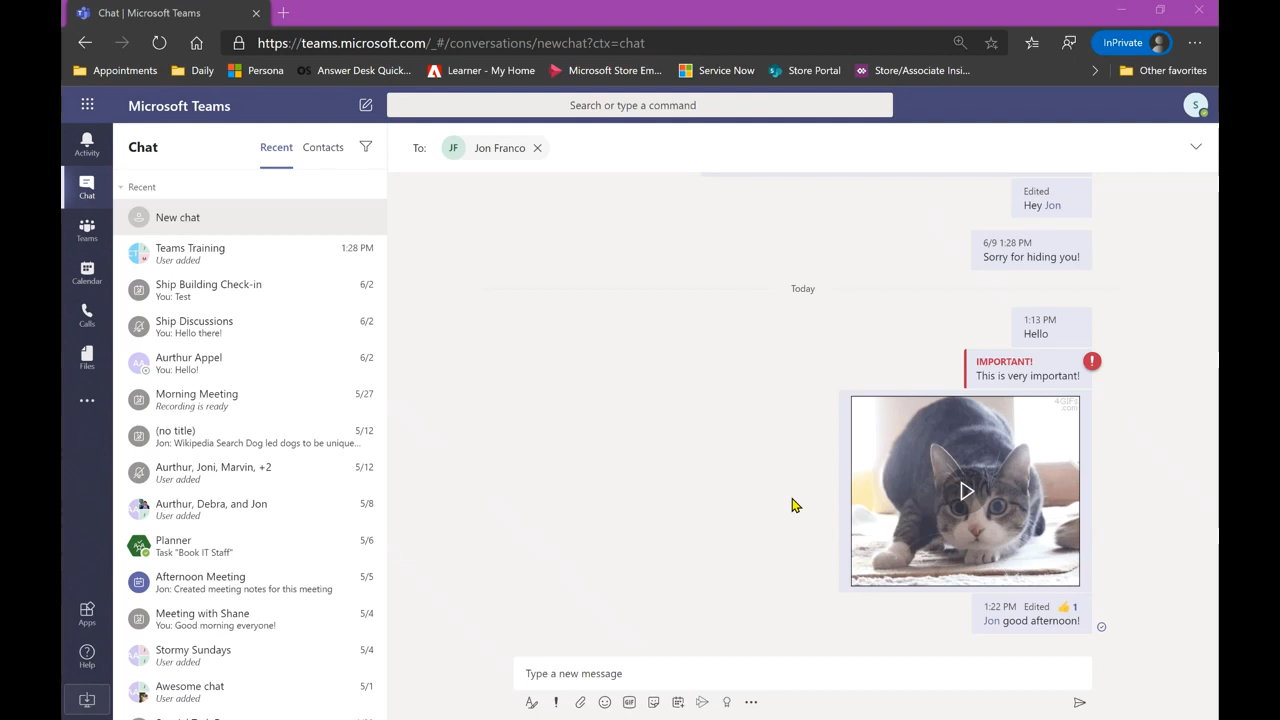 Chat | Microsoft Teams
https://teams.microsoft.com/_#/conversations/newchat?ctx=chat
InPrivate
Appointments
Daily
Persona
OS Answer Desk Quick...
Learner - My Home
Microsoft Store Em...
Service Now
Store Portal
Store/Associate Insi...
Other favorites
Microsoft Teams
Search or type a command
S
Activity
Chat
Teams
Calendar
Calls
Files
Apps
Help
Chat
Recent
Contacts
Recent
New chat
Teams Training 1:28 PM
User added
Ship Building Check-in 6/2
You: Test
Ship Discussions 6/2
You: Hello there!
AA Aurthur Appel 6/2
You: Hello!
Morning Meeting 5/27
Recording is ready
(no title) 5/12
Jon: Wikipedia Search Dog led dogs to be unique...
Aurthur, Joni, Marvin, +2 5/12
User added
Aurthur, Debra, and Jon 5/8
User added
Planner 5/6
Task "Book IT Staff"
Afternoon Meeting 5/5
Jon: Created meeting notes for this meeting
Meeting with Shane 5/4
You: Good morning everyone!
Stormy Sundays 5/4
User added
Awesome chat 5/1
User added
To: JF Jon Franco
Edited
Hey Jon
6/9 1:28 PM
Sorry for hiding you!
Today
1:13 PM
Hello
IMPORTANT!
This is very important!
4GIFs
.com
1:22 PM Edited 👍 1
Jon good afternoon!
Type a new message
GIF